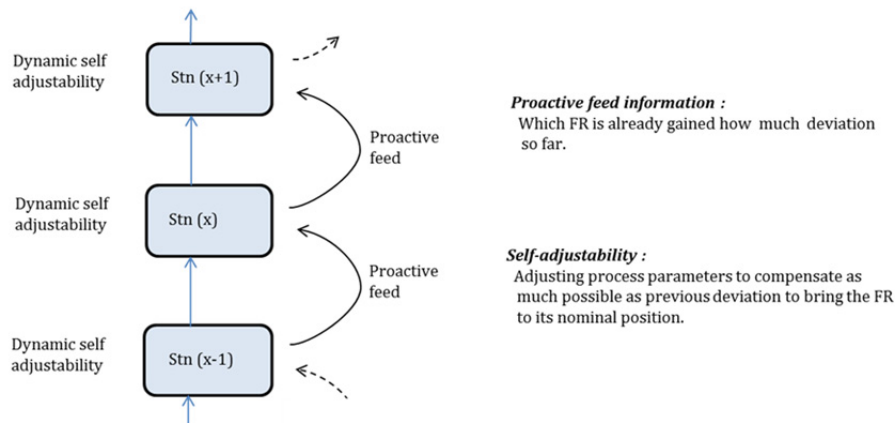 Dynamic self
adjustability
Stn (x+1)
Proactive
feed
Dynamic self
adjustability
Stn (x)
Proactive
feed
Dynamic self
adjustability
Stn (x-1)
Proactive feed information :
Which FR is already gained how much deviation
so far.
Self-adjustability :
Adjusting process parameters to compensate as
much possible as previous deviation to bring the FR
to its nominal position.